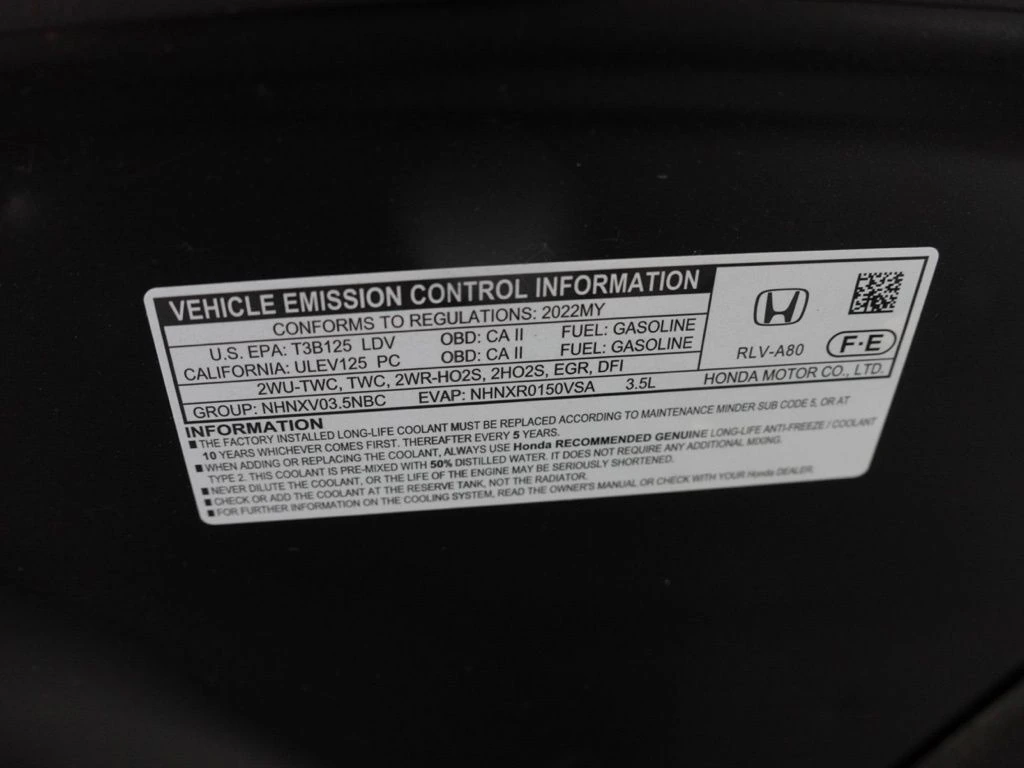 VEHICLE EMISSION CONTROL INFORMATION
CONFORMS TO REGULATIONS: 2022MY
U.S. EPA: T3B125 LDV OBD: CA II FUEL: GASOLINE
CALIFORNIA: ULEV125 PC OBD: CA II FUEL: GASOLINE
2WU-TWC, TWC, 2WR-HO2S, 2HO2S, EGR, DFI
GROUP: NHNXV03.5NBC EVAP: NHNXR0150VSA 3.5L
RLV-A80
F·E
HONDA MOTOR CO., LTD.
INFORMATION
■ THE FACTORY INSTALLED LONG-LIFE COOLANT MUST BE REPLACED ACCORDING TO MAINTENANCE MINDER SUB CODE 5, OR AT
10 YEARS WHICHEVER COMES FIRST. THEREAFTER EVERY 5 YEARS.
■ WHEN ADDING OR REPLACING THE COOLANT, ALWAYS USE Honda RECOMMENDED GENUINE LONG-LIFE ANTI-FREEZE / COOLANT
TYPE 2. THIS COOLANT IS PRE-MIXED WITH 50% DISTILLED WATER. IT DOES NOT REQUIRE ANY ADDITIONAL MIXING.
■ NEVER DILUTE THE COOLANT, OR THE LIFE OF THE ENGINE MAY BE SERIOUSLY SHORTENED.
■ CHECK OR ADD THE COOLANT AT THE RESERVE TANK, NOT THE RADIATOR.
■ FOR FURTHER INFORMATION ON THE COOLING SYSTEM, READ THE OWNER'S MANUAL OR CHECK WITH YOUR Honda DEALER.